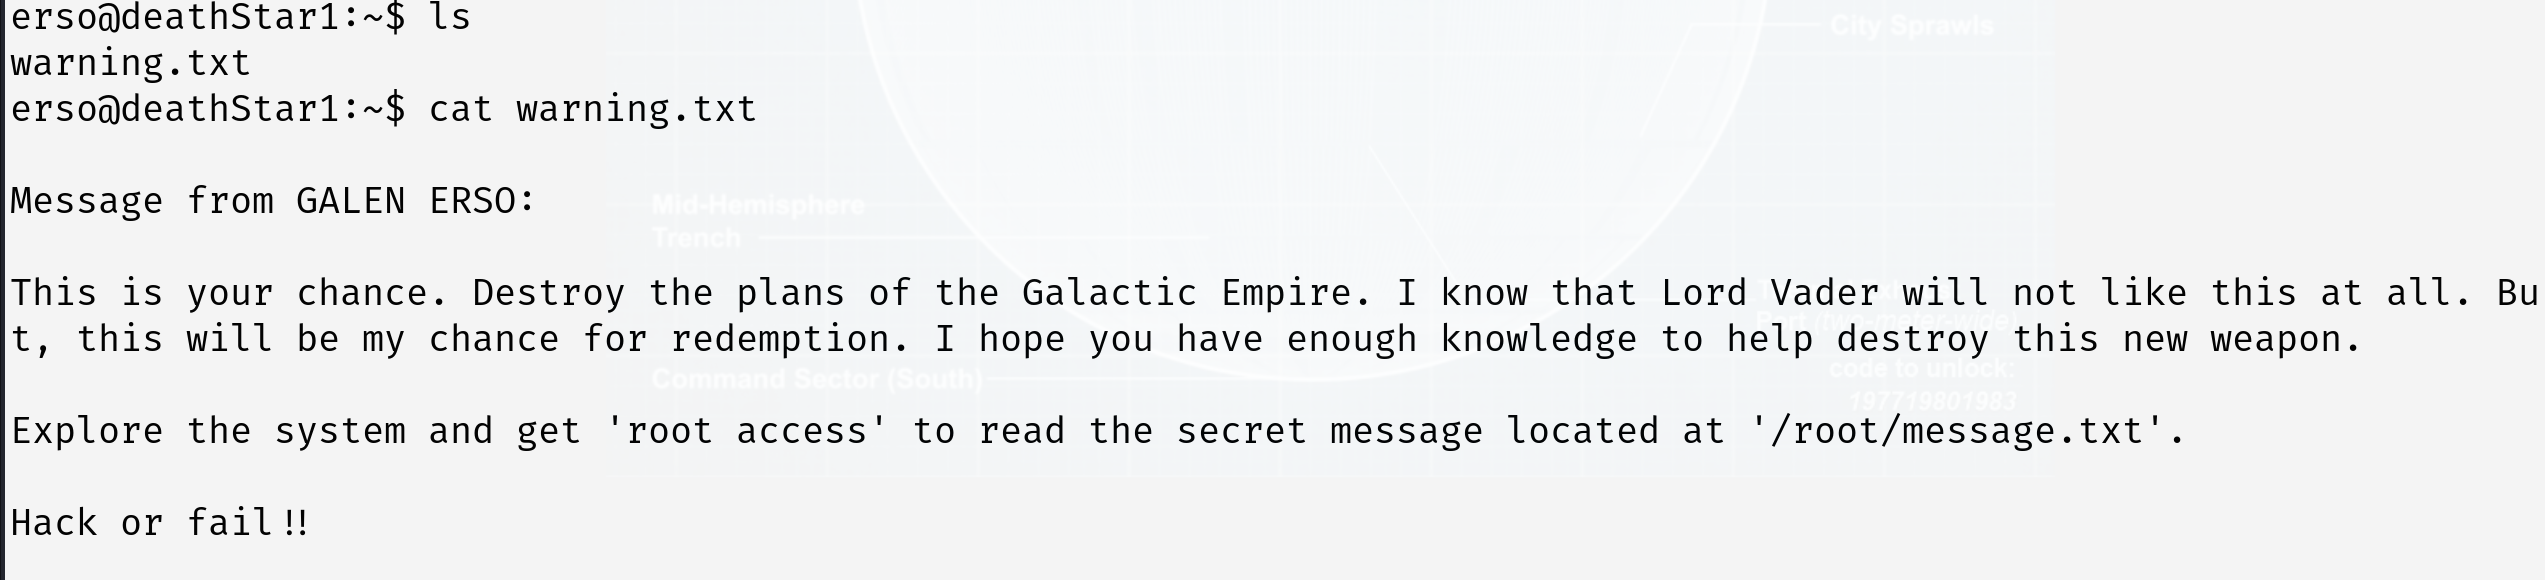 erso@deathStar1:~$ ls
City Sprawls
warning.txt
erso@deathStar1:~$ cat warning.txt
Message from GALEN ERSO:
Mid-Hemisphere
Trench
This is your chance. Destroy the plans of the Galactic Empire. I know that Lord Vader will not like this at all. Bu
t, this will be my chance for redemption. I hope you have enough knowledge to help destroy this new weapon.
Port (two-meter-wide)
Command Sector (South)
code to unlock:
197719801983
Explore the system and get 'root access' to read the secret message located at '/root/message.txt'.
Hack or fail!!